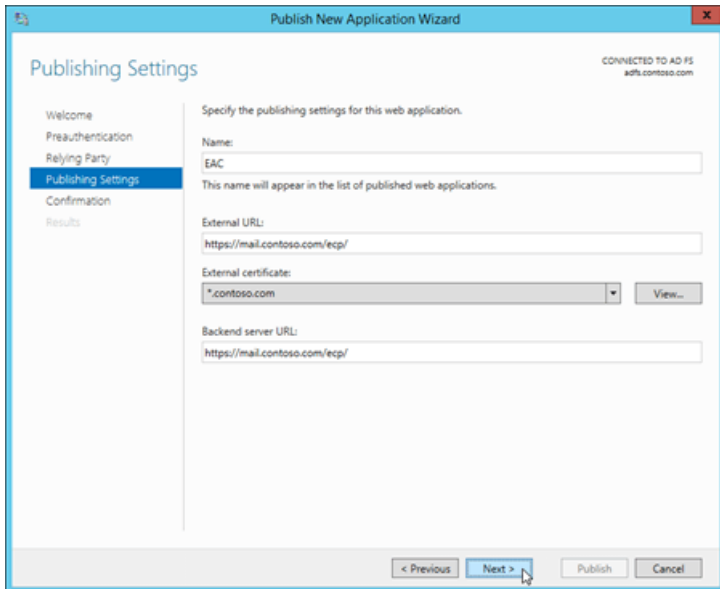 Publish New Application Wizard
x
Publishing Settings
CONNECTED TO AD FS
adfs.contoso.com
Welcome
Preauthentication
Relying Party
Publishing Settings
Confirmation
Results
Specify the publishing settings for this web application.
Name:
EAC
This name will appear in the list of published web applications.
External URL:
https://mail.contoso.com/ecp/
External certificate:
*.contoso.com
View...
Backend server URL:
https://mail.contoso.com/ecp/
< Previous
Next >
Publish
Cancel